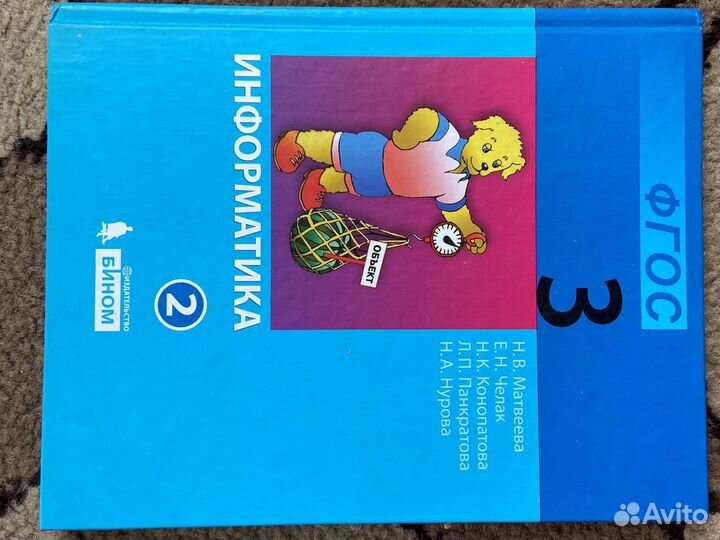 ФГОС
3
Н. В. Матвеева
Е. Н. Челак
Н. К. Конопатова
Л. П. Панкратова
Н. А. Нурова
ОБЪЕКТ
ИНФОРМАТИКА
2
ИЗДАТЕЛЬСТВО
БИНОМ
Avito